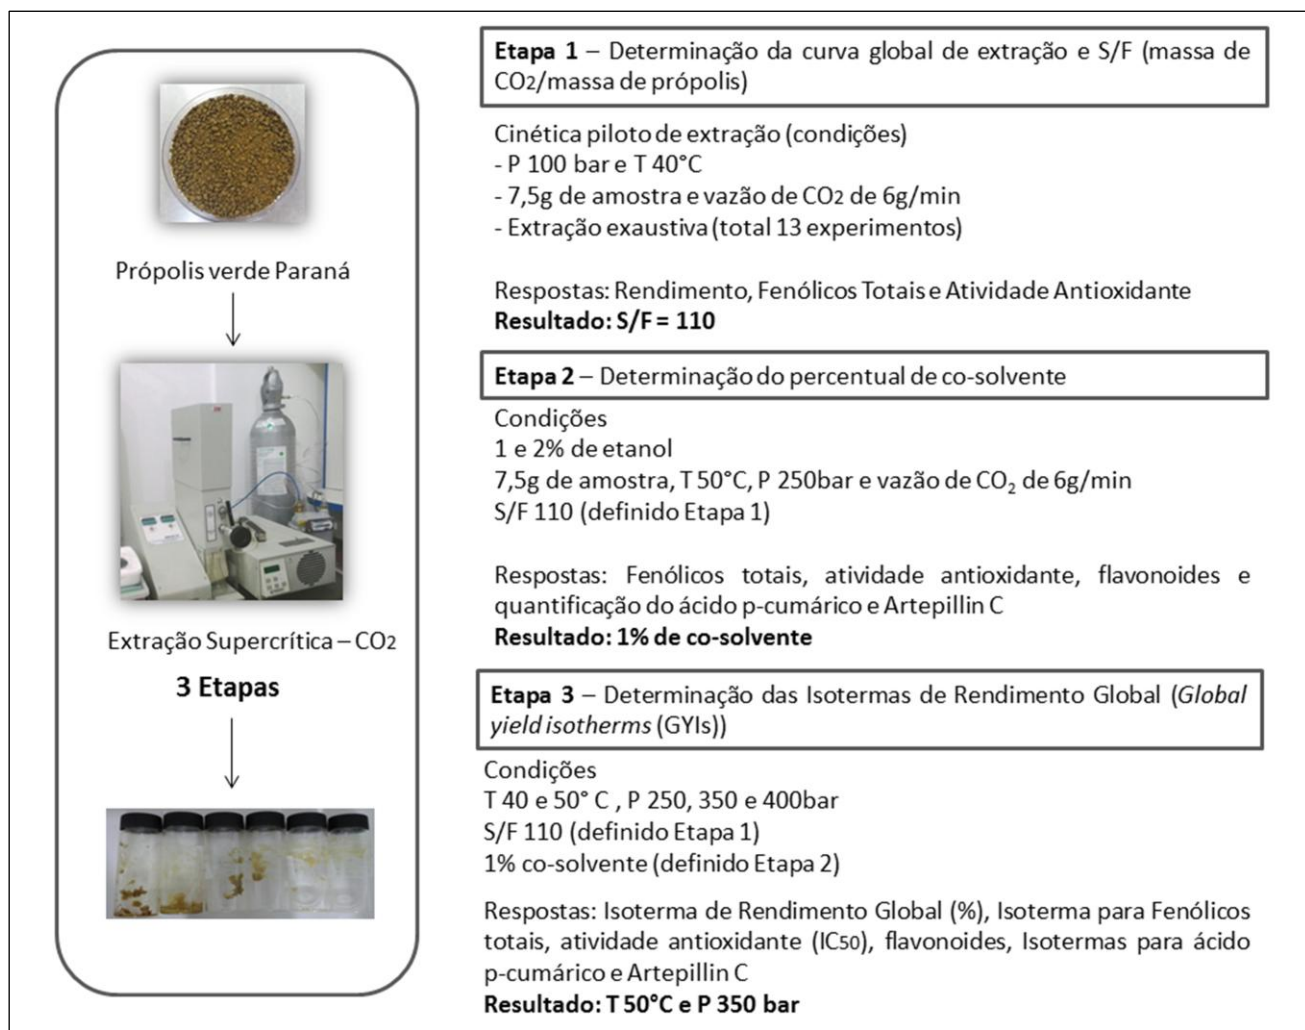 Própolis verde Paraná
Extração Supercrítica – CO2
3 Etapas
Etapa 1 – Determinação da curva global de extração e S/F (massa de
CO2/massa de própolis)
Cinética piloto de extração (condições)
- P 100 bar e T 40°C
- 7,5g de amostra e vazão de CO2 de 6g/min
- Extração exaustiva (total 13 experimentos)
Respostas: Rendimento, Fenólicos Totais e Atividade Antioxidante
Resultado: S/F = 110
Etapa 2 – Determinação do percentual de co-solvente
Condições
1 e 2% de etanol
7,5g de amostra, T 50°C, P 250bar e vazão de CO₂ de 6g/min
S/F 110 (definido Etapa 1)
Respostas: Fenólicos totais, atividade antioxidante, flavonoides e
quantificação do ácido p-cumárico e Artepillin C
Resultado: 1% de co-solvente
Etapa 3 – Determinação das Isotermas de Rendimento Global (Global
yield isotherms (GYIs))
Condições
T 40 e 50° C , P 250, 350 e 400bar
S/F 110 (definido Etapa 1)
1% co-solvente (definido Etapa 2)
Respostas: Isoterma de Rendimento Global (%), Isoterma para Fenólicos
totais, atividade antioxidante (IC50), flavonoides, Isotermas para ácido
p-cumárico e Artepillin C
Resultado: T 50°C e P 350 bar